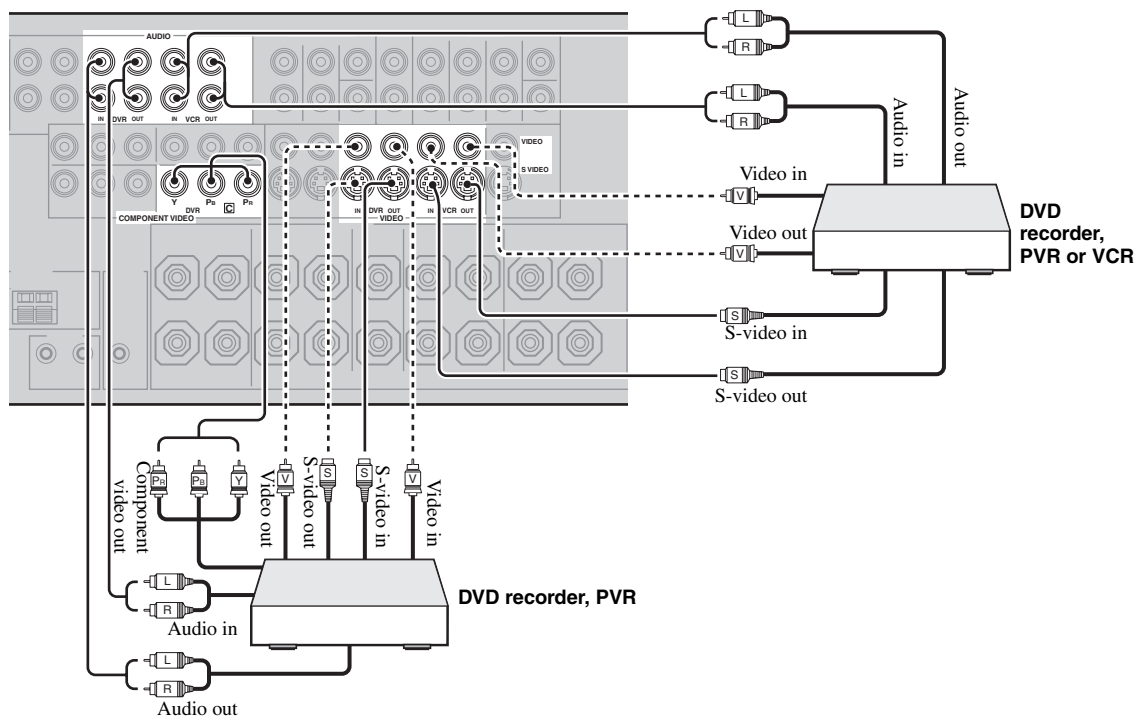 AUDIO
L
R
IN DVR OUT IN VCR OUT
L
R
Audio in
Audio out
VIDEO
S VIDEO
Y PB PR
DVR C
COMPONENT VIDEO
IN DVR OUT IN VCR OUT
VIDEO
Video in
V
Video out
V
DVD
recorder,
PVR or VCR
S
S-video in
S
S-video out
PR PB Y V S S V
Component
video out
Video out
S-video out
S-video in
Video in
L
R
Audio in
DVD recorder, PVR
L
R
Audio out